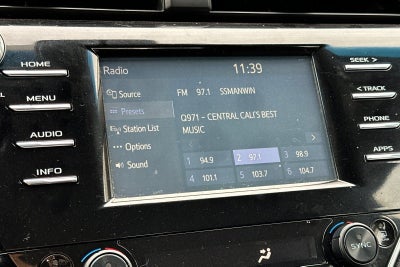 Radio 11:39
SEEK >
HOME
Source FM 97.1 SSMANWIN
< TRACK
MENU
Presets
Q971 - CENTRAL CALI'S BEST
MUSIC
PHONE
Station List
AUDIO
Options
1 94.9 2 97.1 3 98.9
APPS
Sound
4 101.1 5 103.7 6 104.7
INFO
SYNC